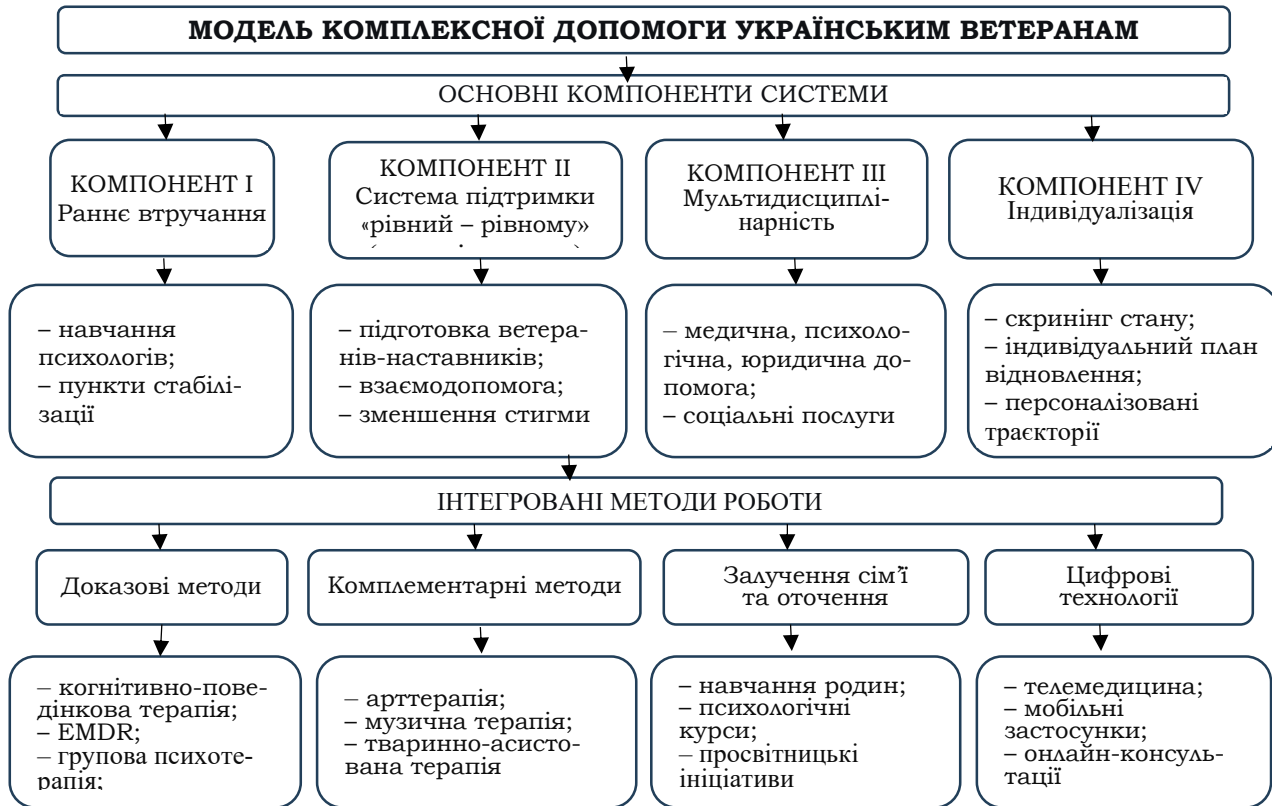 МОДЕЛЬ КОМПЛЕКСНОЇ ДОПОМОГИ УКРАЇНСЬКИМ ВЕТЕРАНАМ
ОСНОВНІ КОМПОНЕНТИ СИСТЕМИ
КОМПОНЕНТ І
Раннє втручання
КОМПОНЕНТ ІІ
Система підтримки
«рівний – рівному»
КОМПОНЕНТ ІІІ
Мультидисциплі-
нарність
КОМПОНЕНТ IV
Індивідуалізація
– навчання
психологів;
– пункти стабілі-
зації
– підготовка ветера-
нів-наставників;
– взаємодопомога;
– зменшення стигми
– медична, психоло-
гічна, юридична до-
помога;
– соціальні послуги
– скринінг стану;
– індивідуальний план
відновлення;
– персоналізовані
траєкторії
ІНТЕГРОВАНІ МЕТОДИ РОБОТИ
Доказові методи
Комплементарні методи
Залучення сім’ї
та оточення
Цифрові
технології
– когнітивно-пове-
дінкова терапія;
– EMDR;
– групова психоте-
рапія;
– арттерапія;
– музична терапія;
– тваринно-асисто-
вана терапія
– навчання родин;
– психологічні
курси;
– просвітницькі
ініціативи
– телемедицина;
– мобільні
застосунки;
– онлайн-консуль-
тації